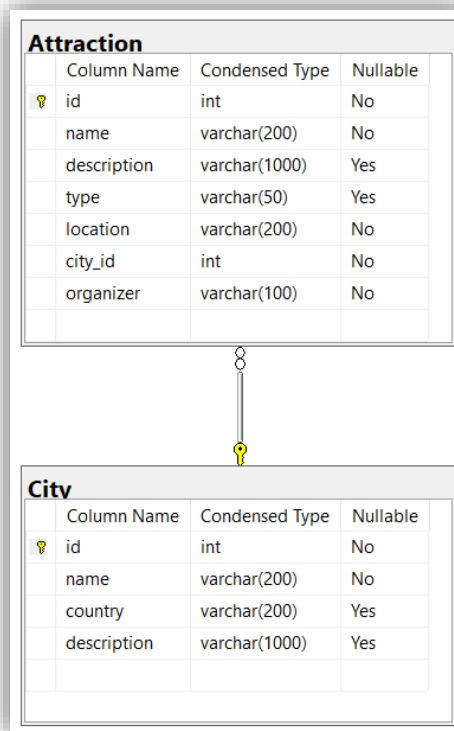 Attraction
Column Name Condensed Type Nullable
id int No
name varchar(200) No
description varchar(1000) Yes
type varchar(50) Yes
location varchar(200) No
city_id int No
organizer varchar(100) No
City
Column Name Condensed Type Nullable
id int No
name varchar(200) No
country varchar(200) Yes
description varchar(1000) Yes